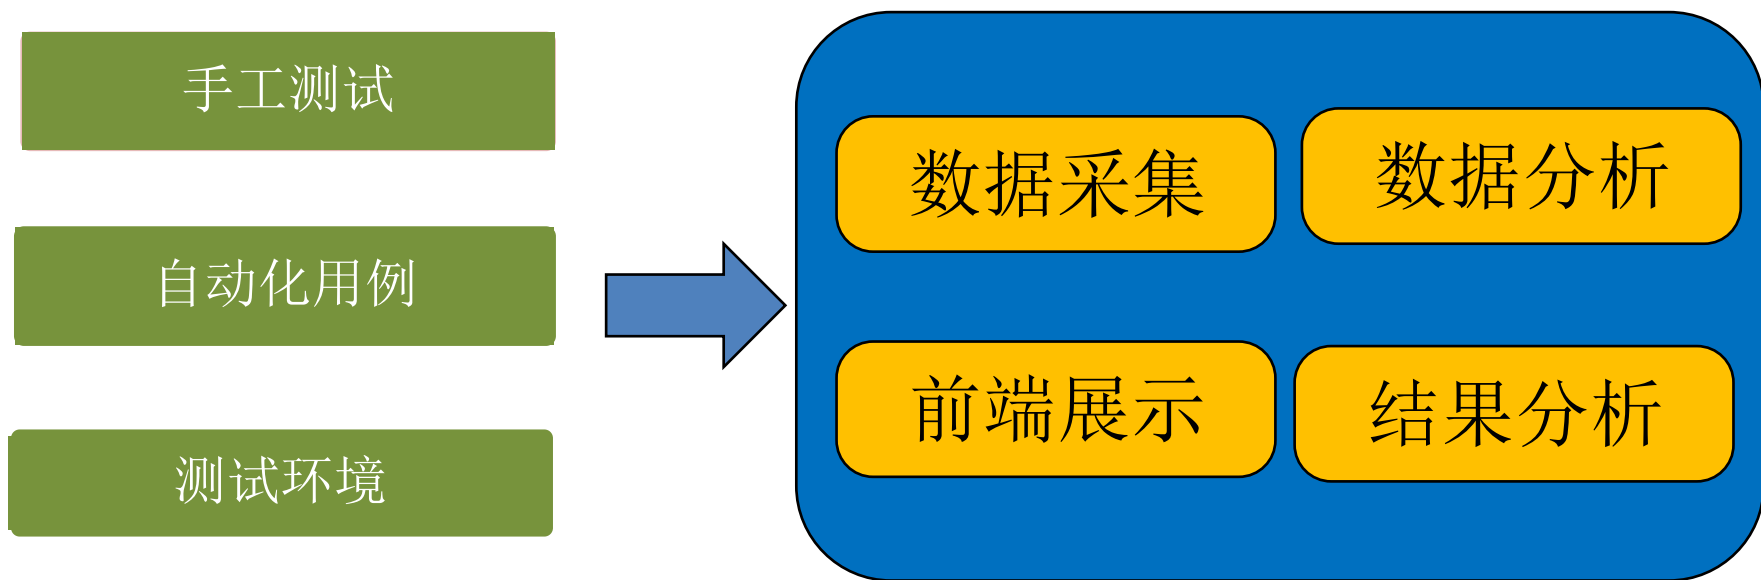 手工测试
自动化用例
测试环境
数据采集
数据分析
前端展示
结果分析